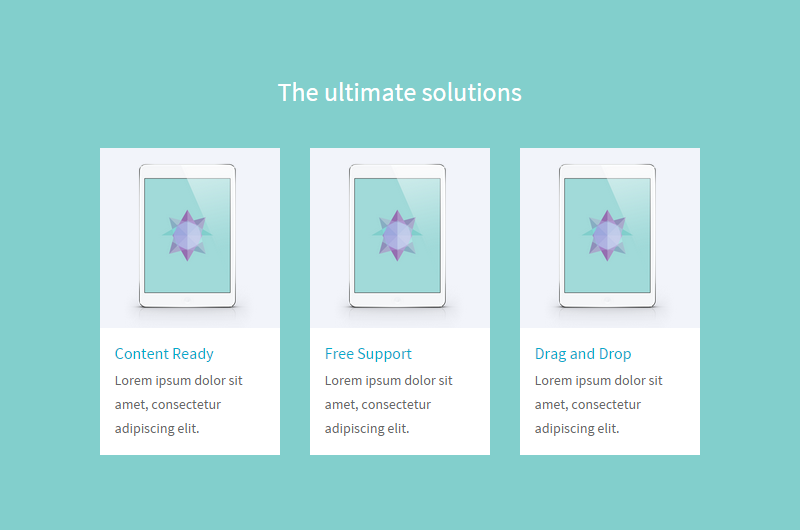 The ultimate solutions
Content Ready
Lorem ipsum dolor sit
amet, consectetur
adipiscing elit.
Free Support
Lorem ipsum dolor sit
amet, consectetur
adipiscing elit.
Drag and Drop
Lorem ipsum dolor sit
amet, consectetur
adipiscing elit.